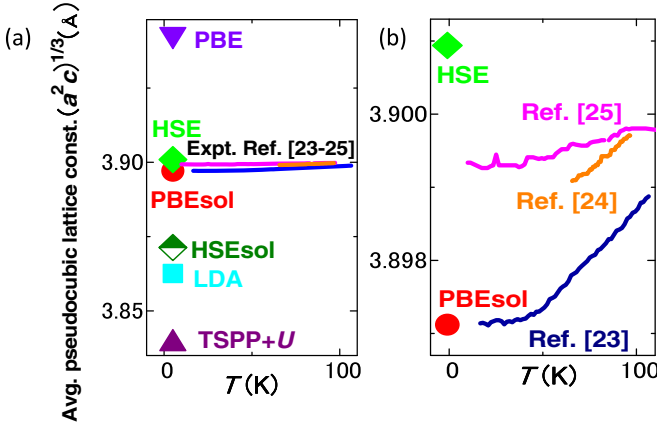 (a)
Avg. pseudocubic lattice const. (a² c)^1/3 (Å)
3.90
3.85
PBE
HSE
Expt. Ref. [23-25]
PBEsol
HSEsol
LDA
TSPP+U
0
100
T (K)
(b)
3.900
3.898
HSE
Ref. [25]
Ref. [24]
PBEsol
Ref. [23]
0
100
T (K)